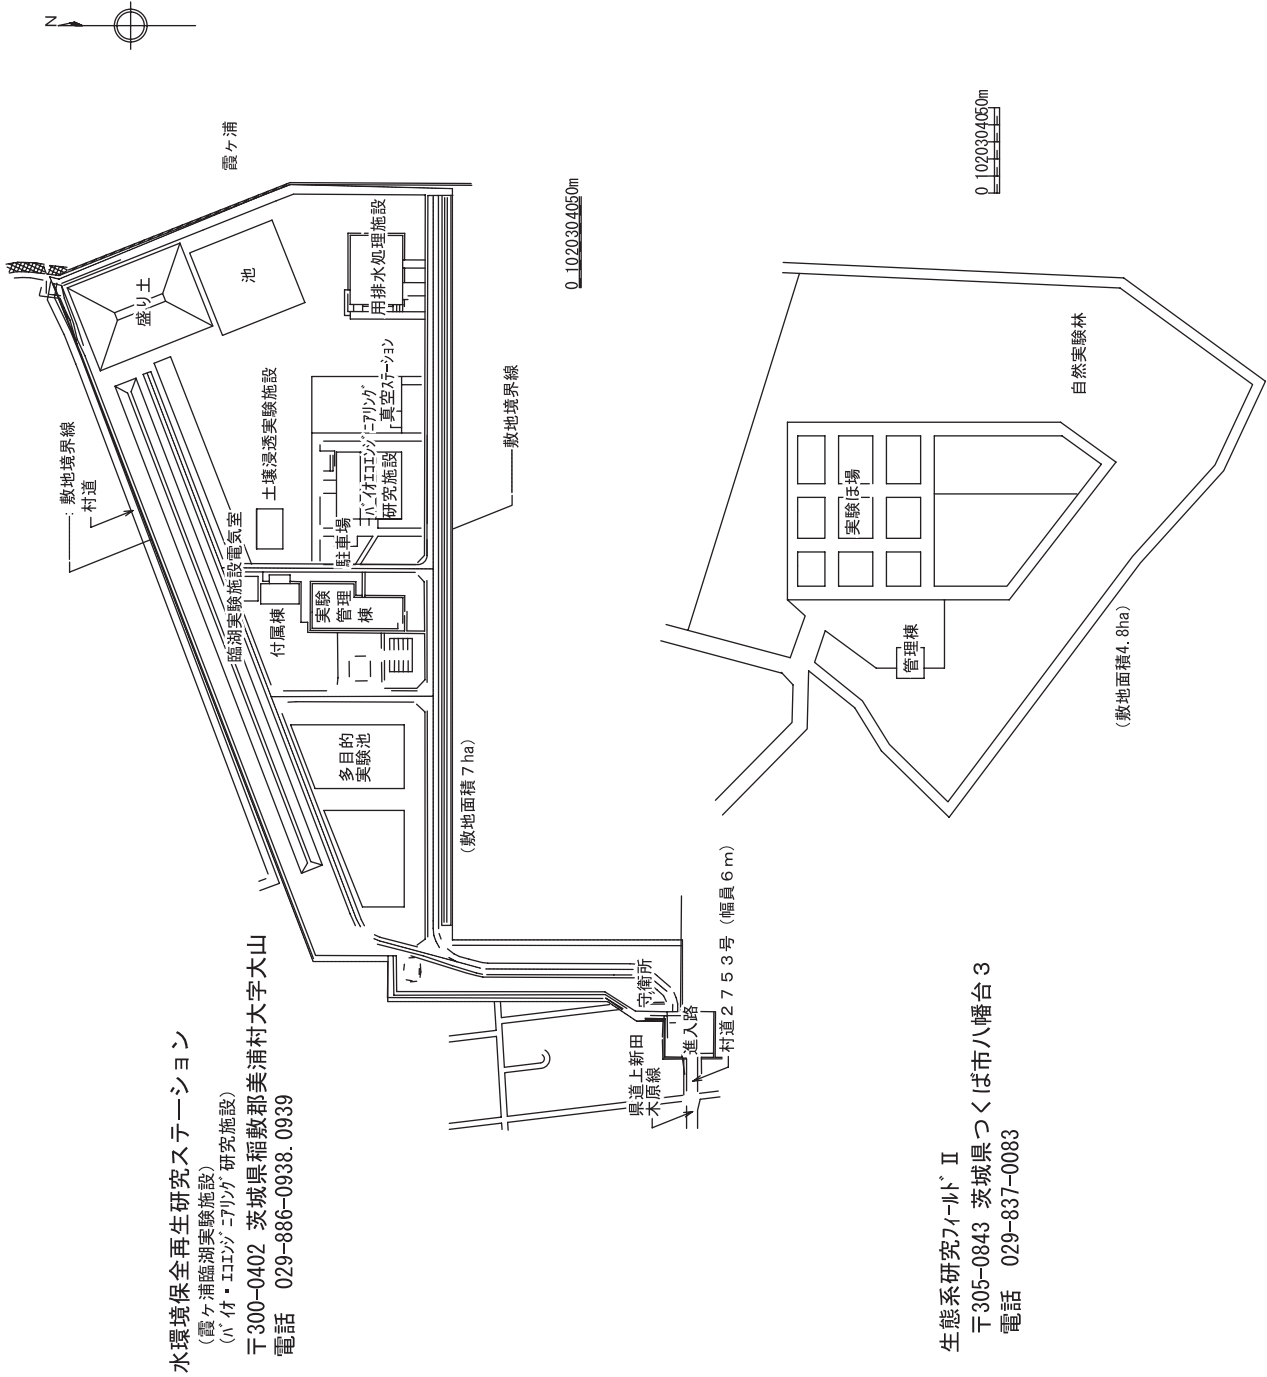 水環境保全再生研究ステーション
(霞ヶ浦臨湖実験施設)
(バイオ・エコエンジニアリング研究施設)
〒300-0402 茨城県稲敷郡美浦村大字大山
電話 029-886-0938.0939
N
霞ヶ浦
:敷地境界線
村道
盛り土
池
臨湖実験施設電気室
土壌浸透実験施設
用排水処理施設
バイオエコエンジニアリング
研究施設
真空ステーション
駐車場
付属棟
実験
管理
棟
多目的
実験池
敷地境界線
(敷地面積7ha)
0 1020304050m
守衛所
進入路
県道上新田
木原線
村道2753号(幅員6m)
生態系研究フィールドⅡ
〒305-0843 茨城県つくば市八幡台3
電話 029-837-0083
0 1020304050m
実験ほ場
管理棟
自然実験林
(敷地面積4.8ha)